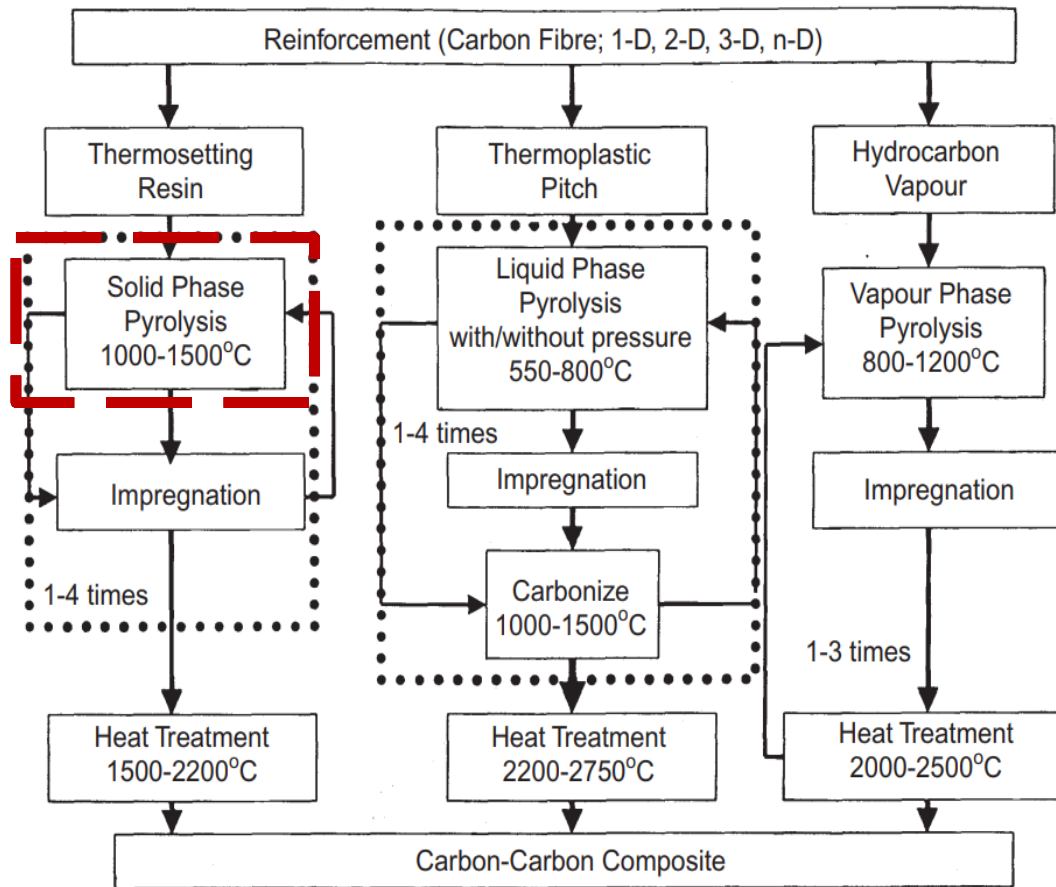 Reinforcement (Carbon Fibre; 1-D, 2-D, 3-D, n-D)
Thermosetting
Resin
Thermoplastic
Pitch
Hydrocarbon
Vapour
Solid Phase
Pyrolysis
1000-1500°C
Liquid Phase
Pyrolysis
with/without pressure
550-800°C
Vapour Phase
Pyrolysis
800-1200°C
1-4 times
Impregnation
Impregnation
Impregnation
Carbonize
1000-1500°C
1-4 times
1-3 times
Heat Treatment
1500-2200°C
Heat Treatment
2200-2750°C
Heat Treatment
2000-2500°C
Carbon-Carbon Composite